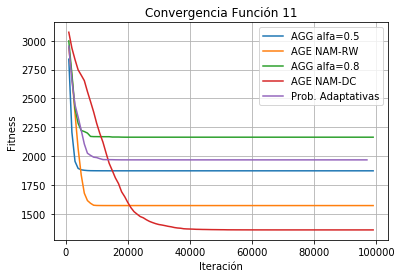 Convergencia Función 11
AGG alfa=0.5
AGE NAM-RW
AGG alfa=0.8
AGE NAM-DC
Prob. Adaptativas
Fitness
3000
2750
2500
2250
2000
1750
1500
0 20000 40000 60000 80000 100000
Iteración